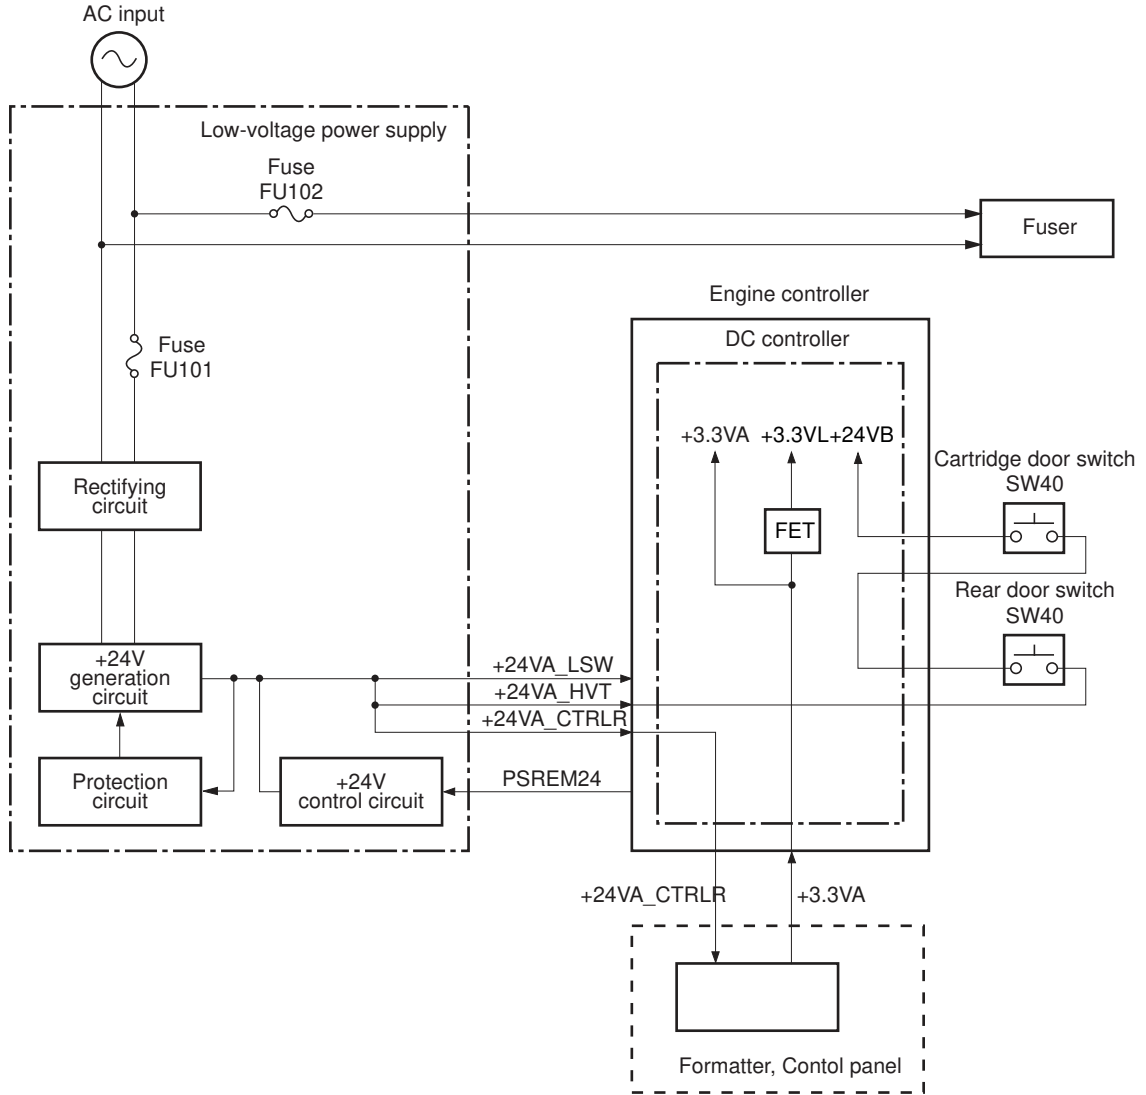 AC input
Low-voltage power supply
Fuse
FU102
Fuser
Engine controller
DC controller
Fuse
FU101
+3.3VA +3.3VL+24VB
Cartridge door switch
SW40
Rectifying
circuit
FET
Rear door switch
SW40
+24V
generation
circuit
+24VA_LSW
+24VA_HVT
+24VA_CTRLR
Protection
circuit
+24V
control circuit
PSREM24
+24VA_CTRLR
+3.3VA
Formatter, Contol panel